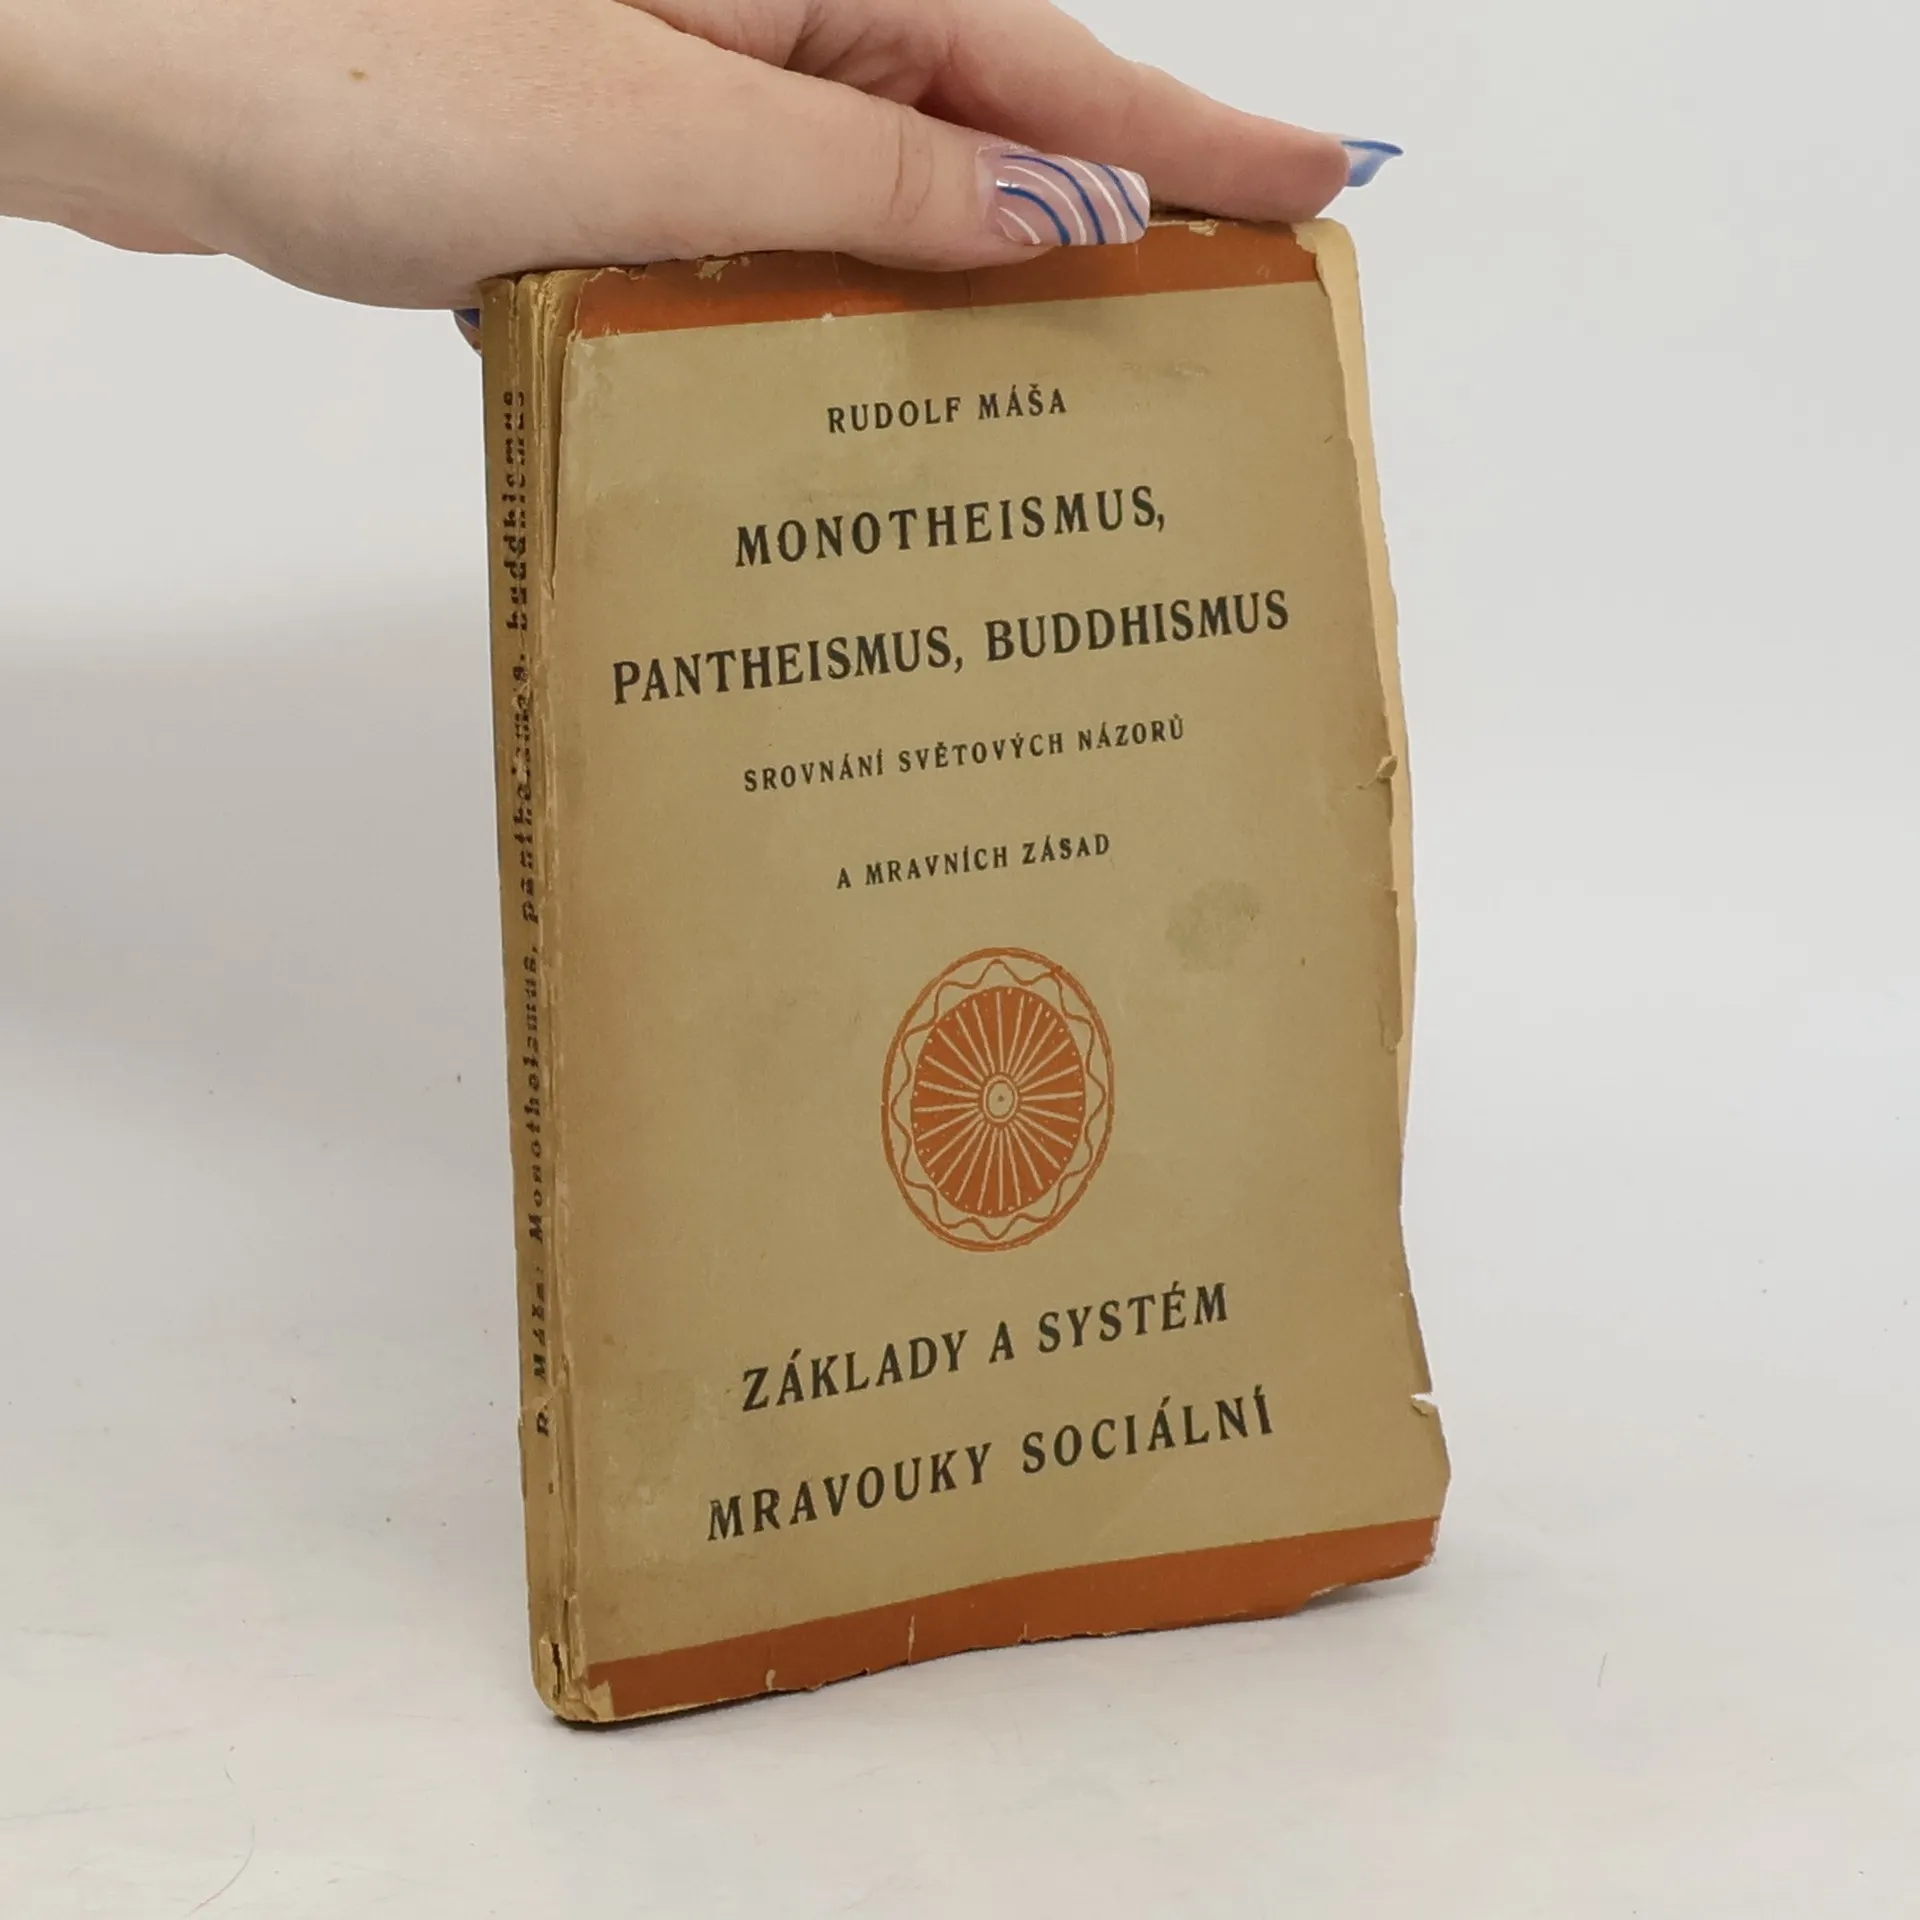 RUDOLF MÁŠA
MONOTHEISMUS,
PANTHEISMUS, BUDDHISMUS
SROVNÁNÍ SVĚTOVÝCH NÁZORŮ
A MRAVNÍCH ZÁSAD
ZÁKLADY A SYSTÉM
MRAVOUKY SOCIÁLNÍ
R. Máša: Monotheismus, pantheismus, buddhismus